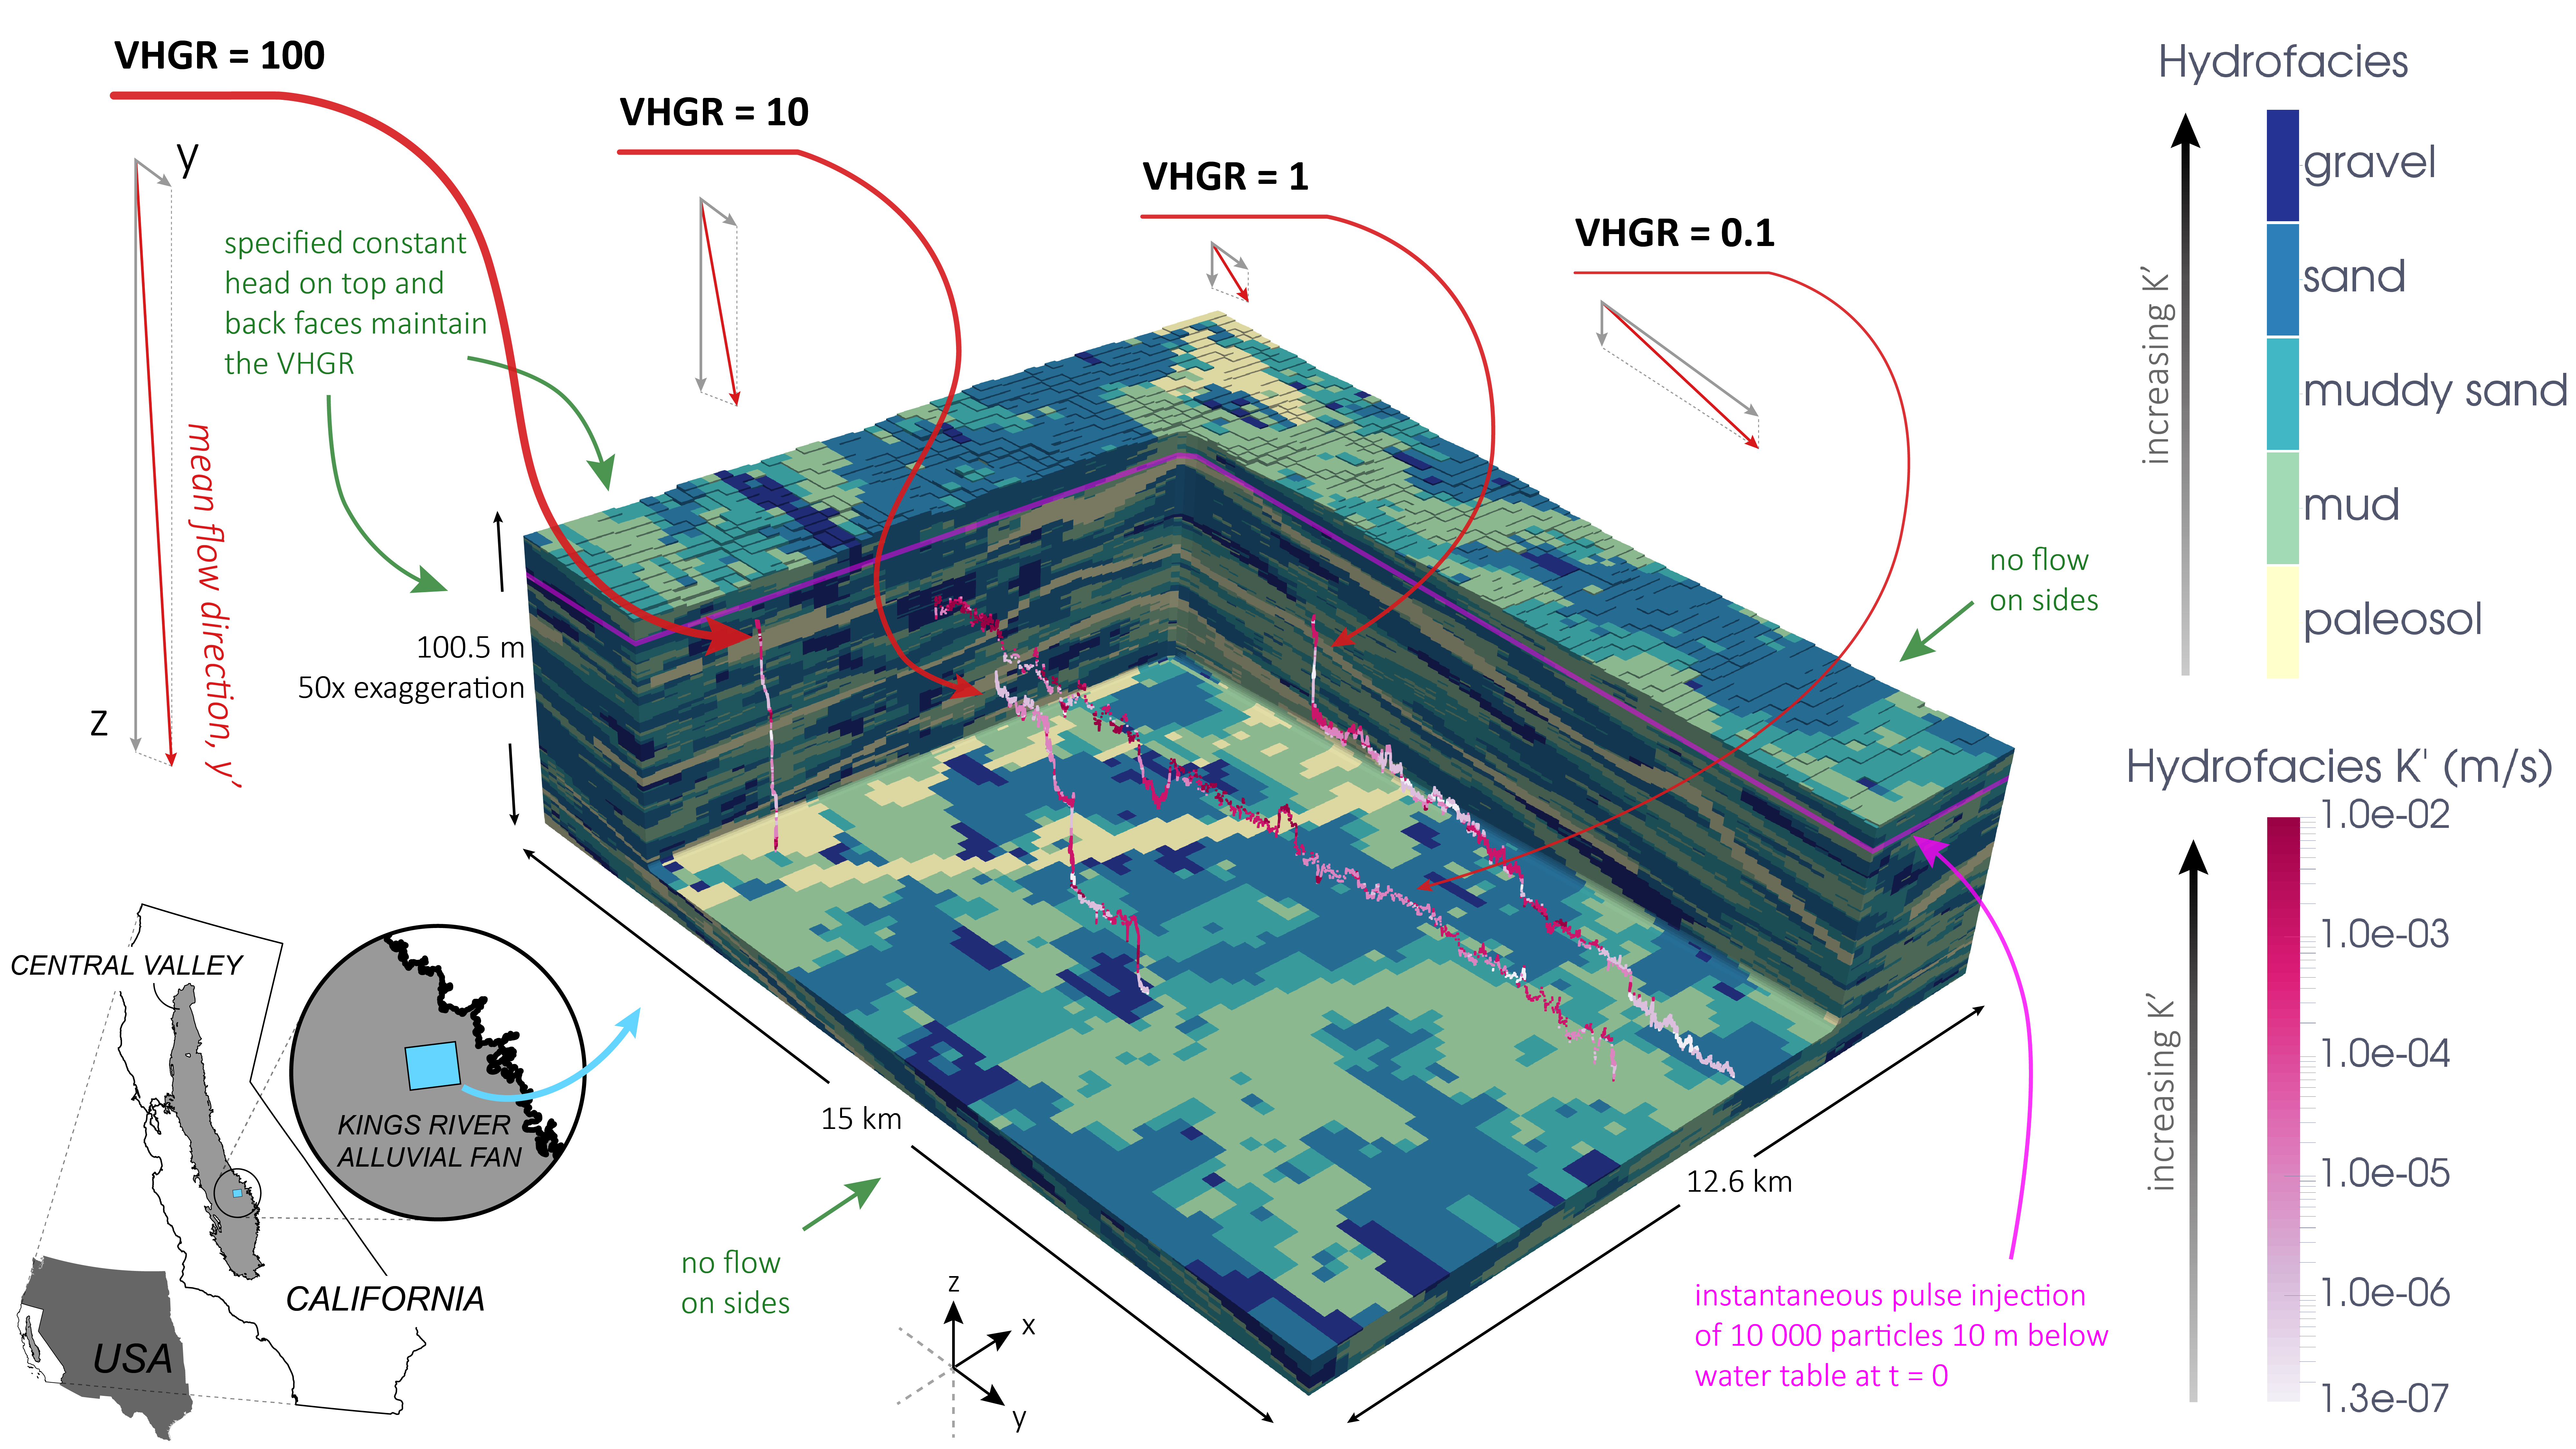 VHGR = 100
VHGR = 10
VHGR = 1
VHGR = 0.1
y
z
mean flow direction, y’
specified constant
head on top and
back faces maintain
the VHGR
100.5 m
50x exaggeration
no flow
on sides
15 km
12.6 km
no flow
on sides
z
x
y
instantaneous pulse injection
of 10 000 particles 10 m below
water table at t = 0
CENTRAL VALLEY
KINGS RIVER
ALLUVIAL FAN
CALIFORNIA
USA
Hydrofacies
increasing K’
gravel
sand
muddy sand
mud
paleosol
Hydrofacies K' (m/s)
increasing K’
1.0e-02
1.0e-03
1.0e-04
1.0e-05
1.0e-06
1.3e-07